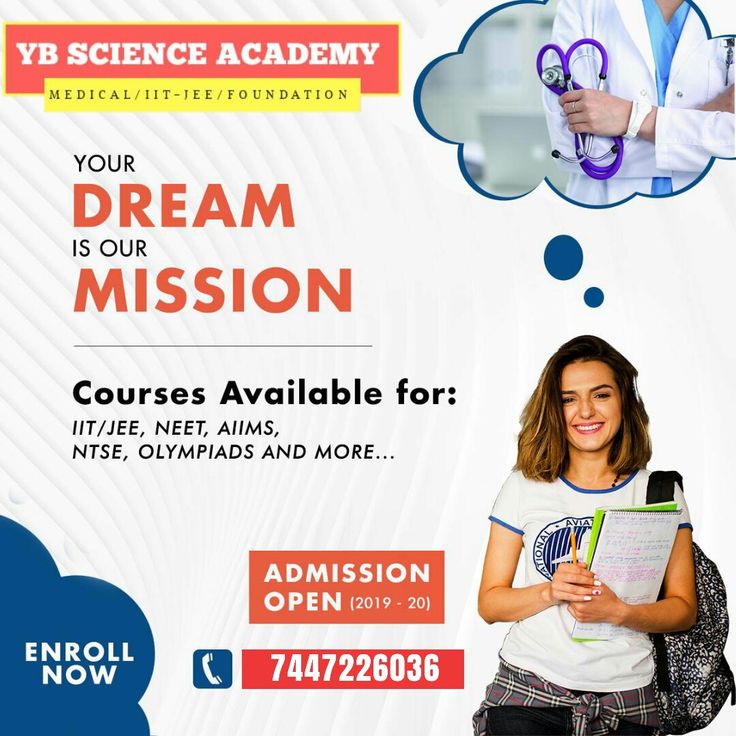 YB SCIENCE ACADEMY
MEDICAL/IIT-JEE/FOUNDATION
YOUR
DREAM
IS OUR
MISSION
Courses Available for:
IIT/JEE, NEET, AIIMS,
NTSE, OLYMPIADS AND MORE...
ADMISSION
OPEN (2019 - 20)
ENROLL
NOW
7447226036